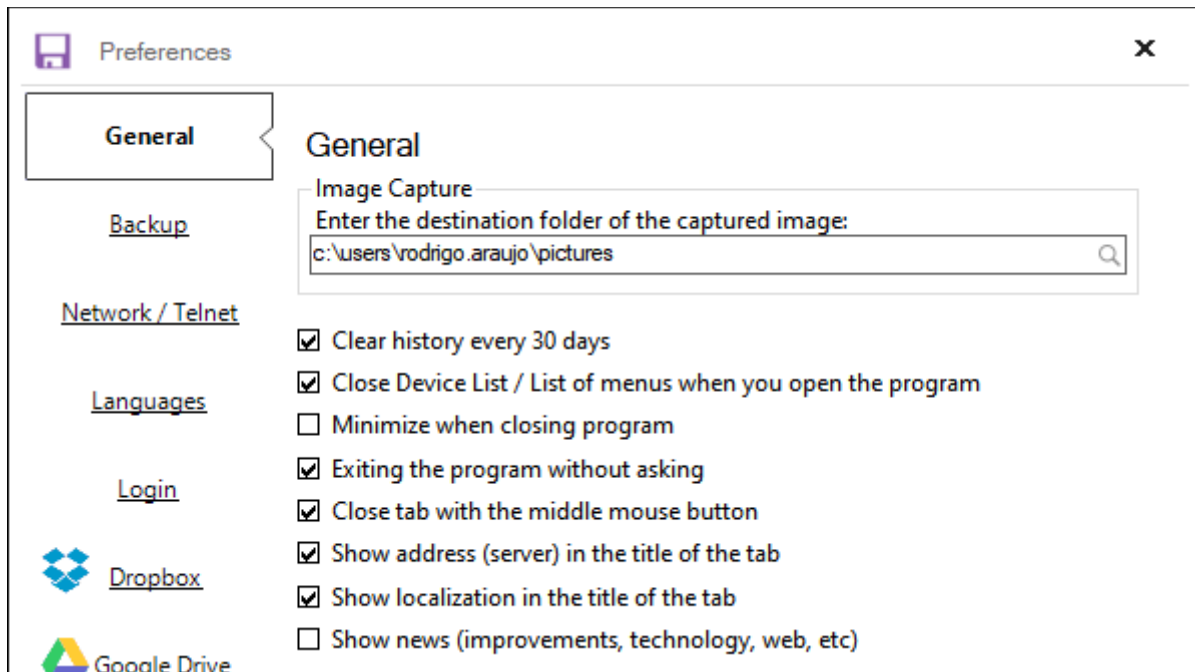 Preferences
General
Backup
Network / Telnet
Languages
Login
Dropbox
Google Drive
General
Image Capture
Enter the destination folder of the captured image:
c:\users\rodrigo.araujo\pictures
Clear history every 30 days
Close Device List / List of menus when you open the program
Minimize when closing program
Exiting the program without asking
Close tab with the middle mouse button
Show address (server) in the title of the tab
Show localization in the title of the tab
Show news (improvements, technology, web, etc)